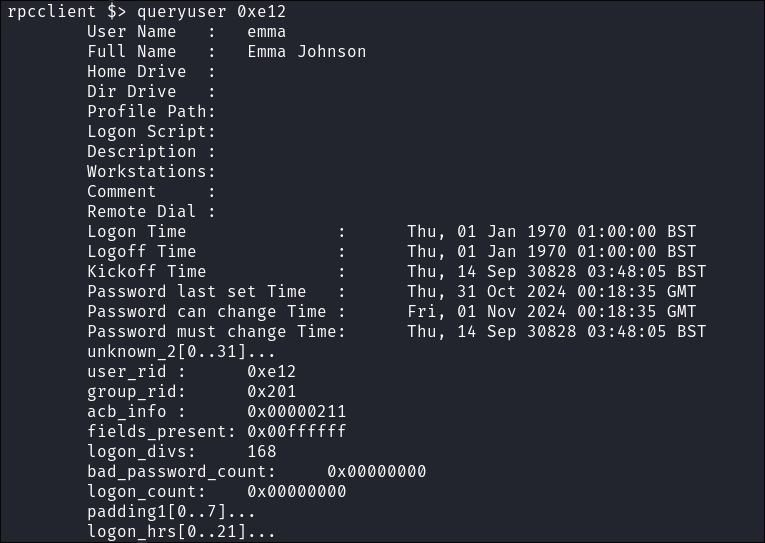 rpcclient $> queryuser 0xe12
User Name   :   emma
Full Name   :   Emma Johnson
Home Drive  :
Dir Drive   :
Profile Path:
Logon Script:
Description :
Workstations:
Comment     :
Remote Dial :
Logon Time               :      Thu, 01 Jan 1970 01:00:00 BST
Logoff Time              :      Thu, 01 Jan 1970 01:00:00 BST
Kickoff Time             :      Thu, 14 Sep 30828 03:48:05 BST
Password last set Time   :      Thu, 31 Oct 2024 00:18:35 GMT
Password can change Time :      Fri, 01 Nov 2024 00:18:35 GMT
Password must change Time:      Thu, 14 Sep 30828 03:48:05 BST
unknown_2[0..31]...
user_rid :      0xe12
group_rid:      0x201
acb_info :      0x00000211
fields_present: 0x00ffffff
logon_divs:     168
bad_password_count:     0x00000000
logon_count:    0x00000000
padding1[0..7]...
logon_hrs[0..21]...